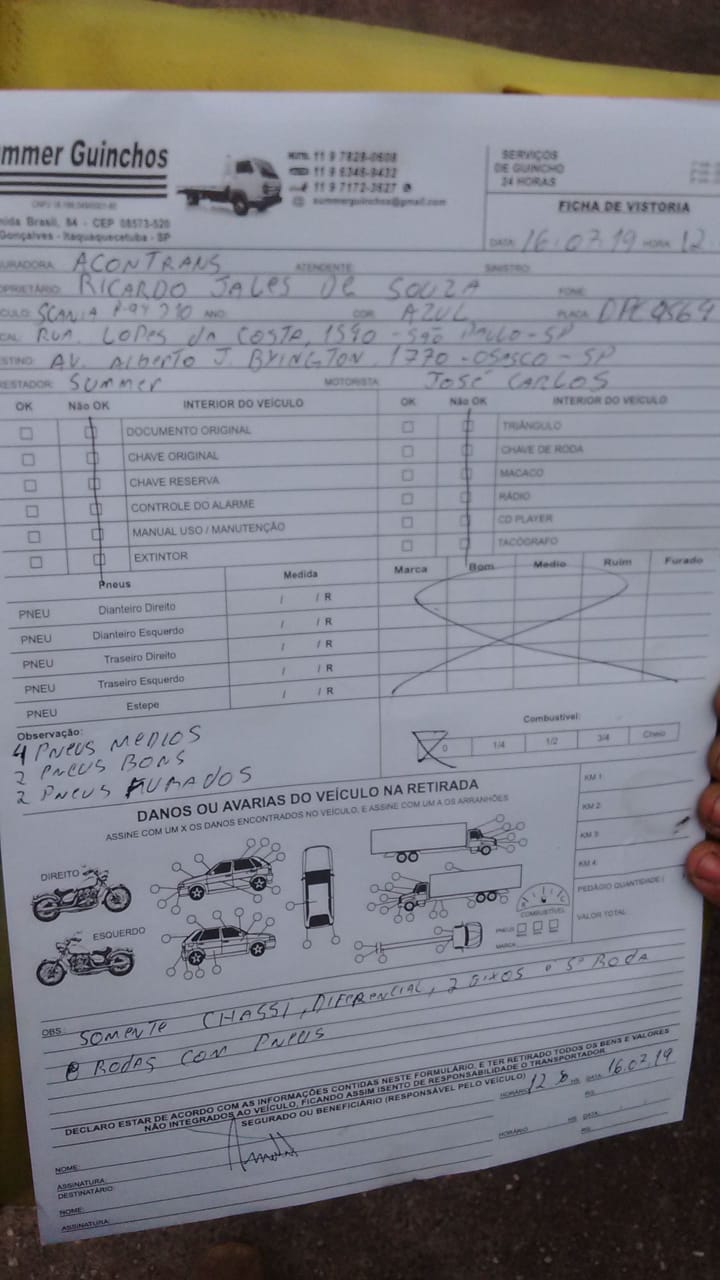 mmer Guinchos
11 9 7828-0608
11 9 6346-9432
11 9 7172-3627
summerguinchos@gmail.com
nida Brasil, 84 - CEP 08573-520
Gonçalves - Itaquaquecetuba - SP
SERVIÇOS
DE GUINCHO
24 HORAS
FICHA DE VISTORIA
DATA: 16.07.19 HORA: 12
URADORA: ACONTRANS ATENDENTE: SINISTRO:
OPRIETÁRIO: RICARDO JALES DE SOUZA FONE:
CULO: SCANIA ANO: COR: AZUL PLACA:
CAL: RUA. LOPES da COSTA, 1590 - SÃO PAULO - SP
STINO: AV. Alberto J. BYINGTON, 1770 - OSASCO - SP
RESTADOR: SUMMER MOTORISTA: JOSÉ CARLOS
OK Não OK INTERIOR DO VEÍCULO OK Não OK INTERIOR DO VEÍCULO
DOCUMENTO ORIGINAL TRIÂNGULO
CHAVE ORIGINAL CHAVE DE RODA
CHAVE RESERVA MACACO
CONTROLE DO ALARME RÁDIO
MANUAL USO / MANUTENÇÃO CD PLAYER
EXTINTOR TACÓGRAFO
Pneus Medida Marca Bom Medio Ruim Furado
PNEU Dianteiro Direito / / R
PNEU Dianteiro Esquerdo / / R
PNEU Traseiro Direito / / R
PNEU Traseiro Esquerdo / / R
PNEU Estepe / / R
Observação:
4 PNEUS MEDIOS
2 PNEUS BONS
2 PNEUS FURADOS
Combustível:
0 1/4 1/2 3/4 Cheio
DANOS OU AVARIAS DO VEÍCULO NA RETIRADA
ASSINE COM UM X OS DANOS ENCONTRADOS NO VEÍCULO, E ASSINE COM UM A OS ARRANHÕES
KM 1:
KM 2:
KM 3:
KM 4:
PEDÁGIO QUANTIDADE (
VALOR TOTAL
DIREITO
ESQUERDO
COMBUSTIVEL
PNEUS
MARCA
OBS.: SOMENTE CHASSI, DIFERENCIAL, 2 EIXOS e 5ª RODA
8 RODAS COM PNEUS
DECLARO ESTAR DE ACORDO COM AS INFORMAÇÕES CONTIDAS NESTE FORMULÁRIO, E TER RETIRADO TODOS OS BENS E VALORES
NÃO INTEGRADOS AO VEÍCULO, FICANDO ASSIM ISENTO DE RESPONSABILIDADE O TRANSPORTADOR
SEGURADO OU BENEFICIÁRIO (RESPONSÁVEL PELO VEÍCULO)
HORÁRIO: 12 HS. DATA: 16.07.19
NOME: RG:
ASSINATURA:
DESTINATÁRIO: HORÁRIO: HS. DATA:
NOME: RG:
ASSINATURA: